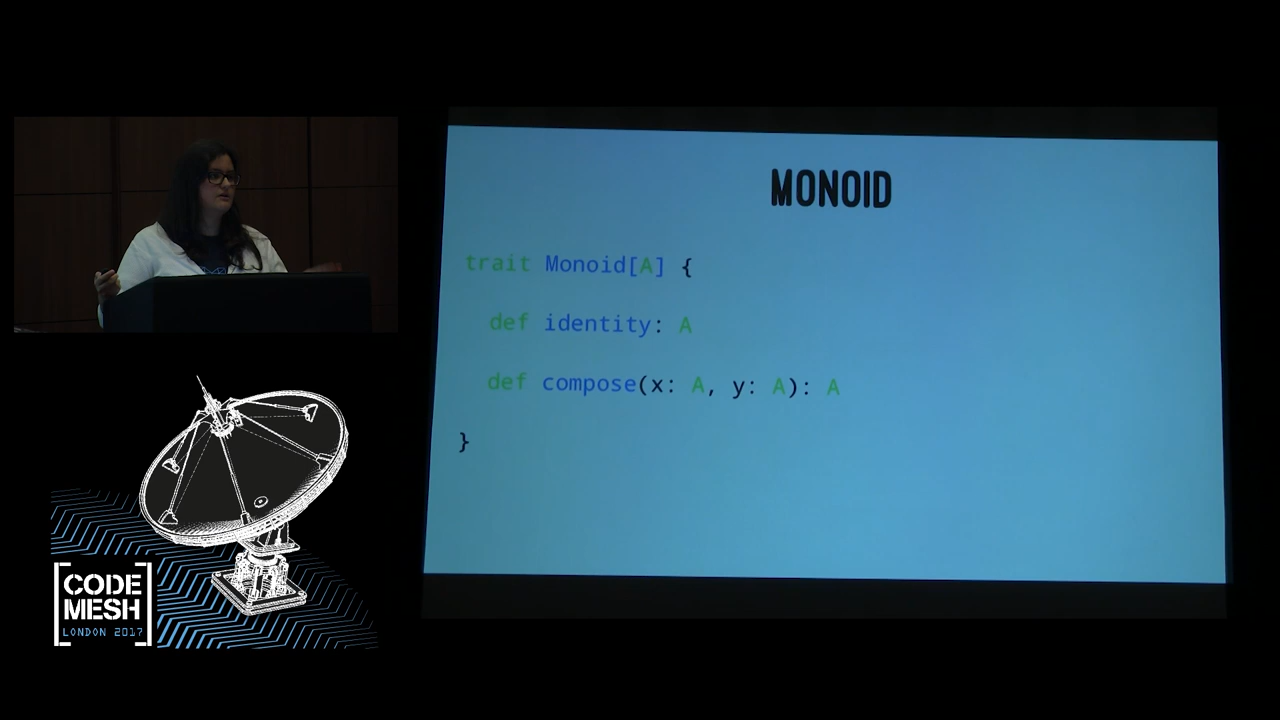 MONOID
trait Monoid[A] {
def identity: A
def compose(x: A, y: A): A
}
CODE
MESH
LONDON 2017